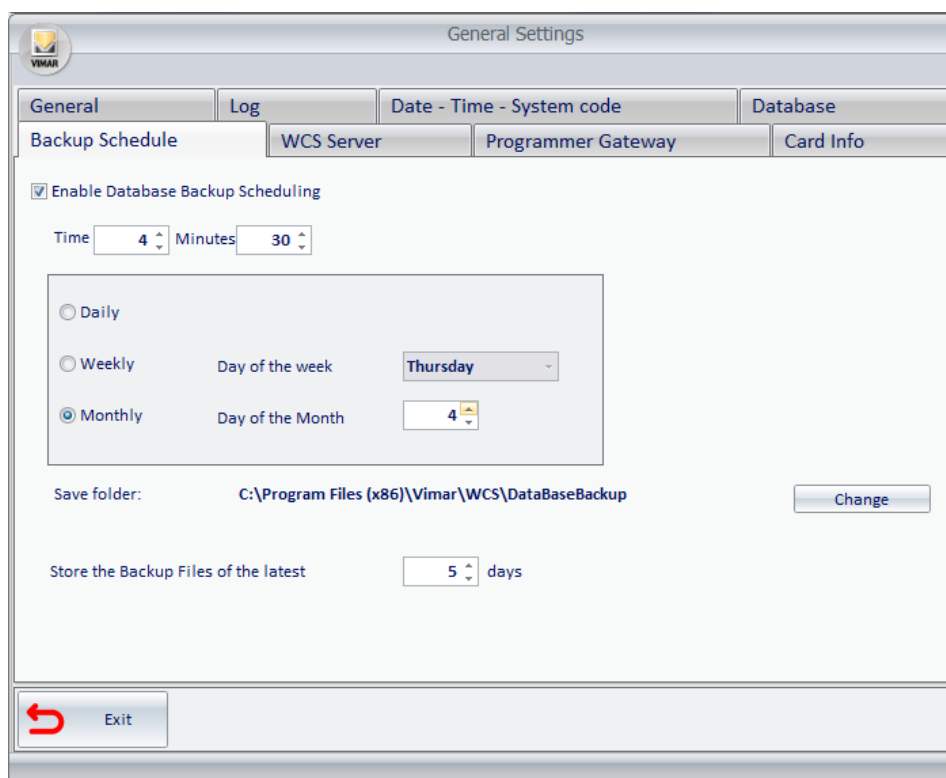 General Settings
VIMAR
General Log Date - Time - System code Database
Backup Schedule WCS Server Programmer Gateway Card Info
Enable Database Backup Scheduling
Time 4 Minutes 30
Daily
Weekly Day of the week Thursday
Monthly Day of the Month 4
Save folder: C:\Program Files (x86)\Vimar\WCS\DataBaseBackup Change
Store the Backup Files of the latest 5 days
Exit